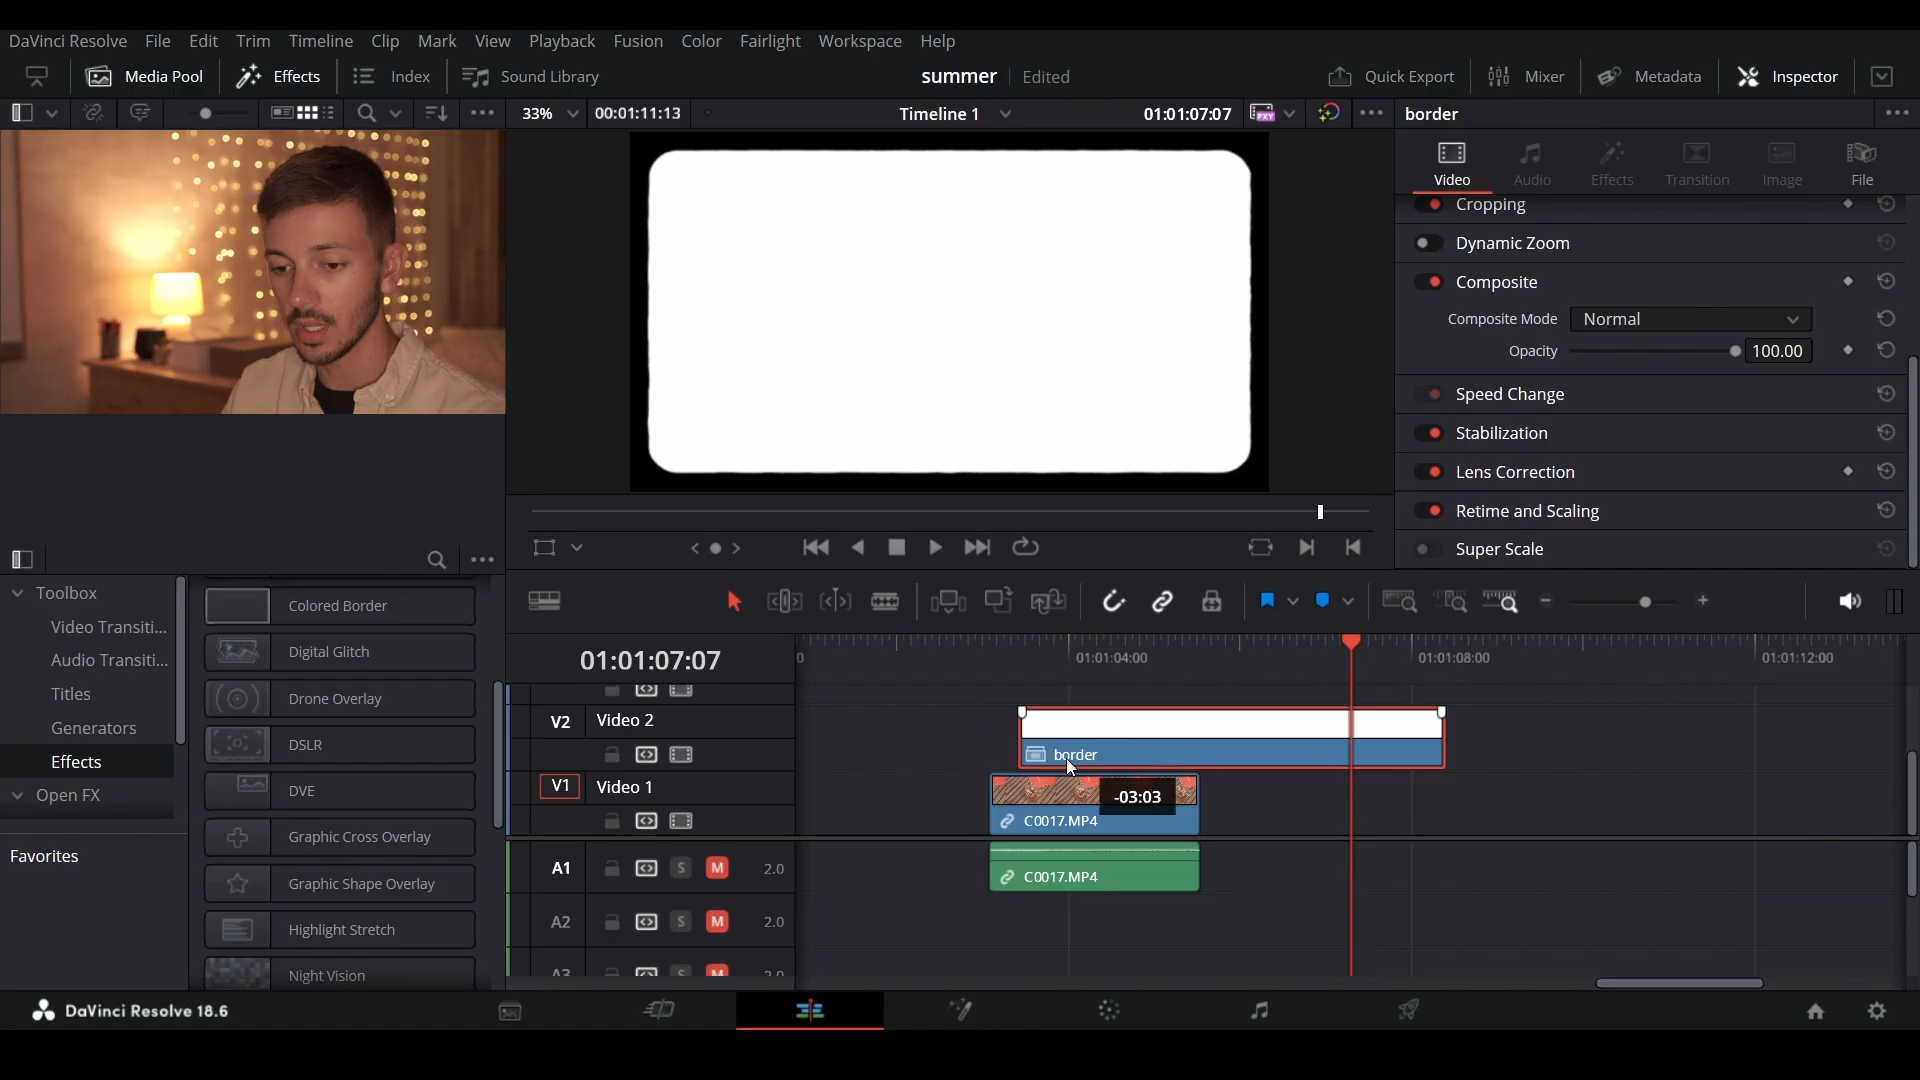 DaVinci Resolve File Edit Trim Timeline Clip Mark View Playback Fusion Color Fairlight Workspace Help
Media Pool Effects Index Sound Library summer Edited Quick Export Mixer Metadata Inspector
33% 00:01:11:13 Timeline 1 01:01:07:07 PXY border
Video Audio Effects Transition Image File
Cropping
Dynamic Zoom
Composite
Composite Mode Normal
Opacity 100.00
Speed Change
Stabilization
Lens Correction
Retime and Scaling
Super Scale
Toolbox
Video Transiti...
Audio Transiti...
Titles
Generators
Effects
Open FX
Favorites
Colored Border
Digital Glitch
Drone Overlay
DSLR
DVE
Graphic Cross Overlay
Graphic Shape Overlay
Highlight Stretch
Night Vision
01:01:07:07
0 01:01:04:00 01:01:08:00 01:01:12:00
V2 Video 2
border
V1 Video 1
-03:03
C0017.MP4
A1 S M 2.0
C0017.MP4
A2 S M 2.0
A3 S M 2.0
DaVinci Resolve 18.6